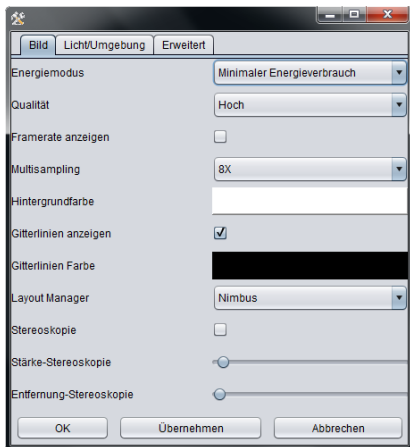 Bild Licht/Umgebung Erweitert
Energiemodus Minimaler Energieverbrauch
Qualität Hoch
Framerate anzeigen
Multisampling 8X
Hintergrundfarbe
Gitterlinien anzeigen
Gitterlinien Farbe
Layout Manager Nimbus
Stereoskopie
Stärke-Stereoskopie
Entfernung-Stereoskopie
OK Übernehmen Abbrechen